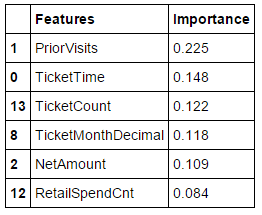 Features Importance
1 PriorVisits 0.225
0 TicketTime 0.148
13 TicketCount 0.122
8 TicketMonthDecimal 0.118
2 NetAmount 0.109
12 RetailSpendCnt 0.084